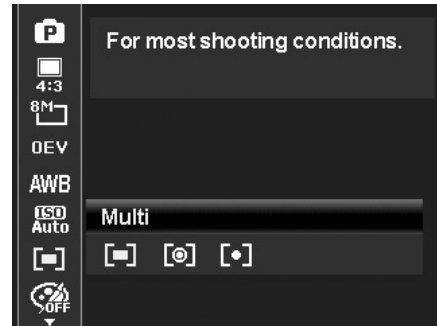 P
For most shooting conditions.
4:3
8M
0EV
AWB
ISO
Auto
Multi
OFF